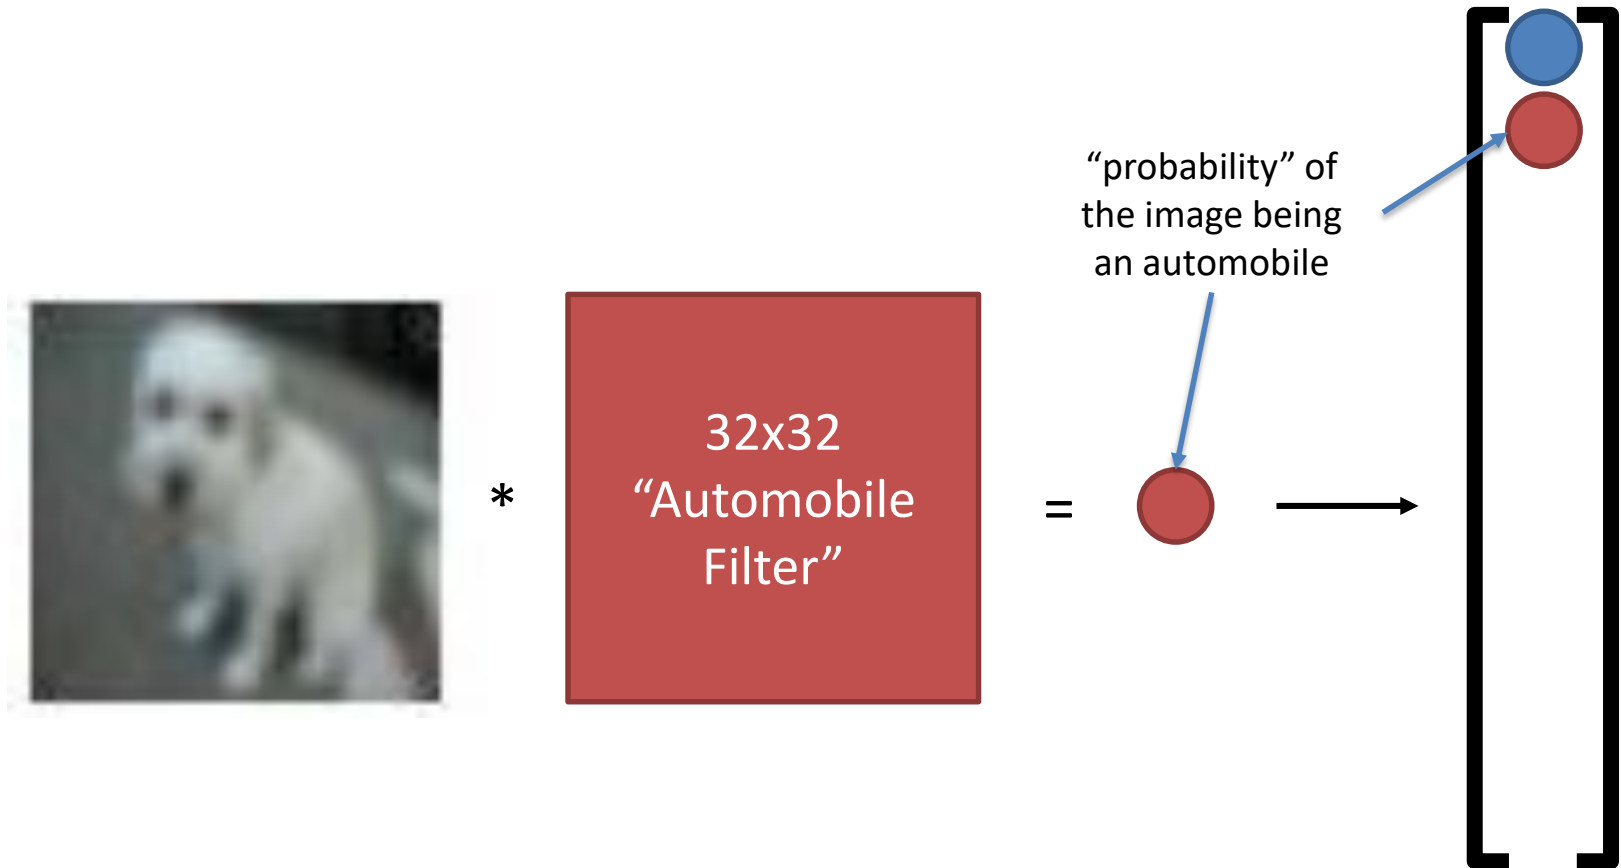 “probability” of
the image being
an automobile
*
32x32
“Automobile
Filter”
=